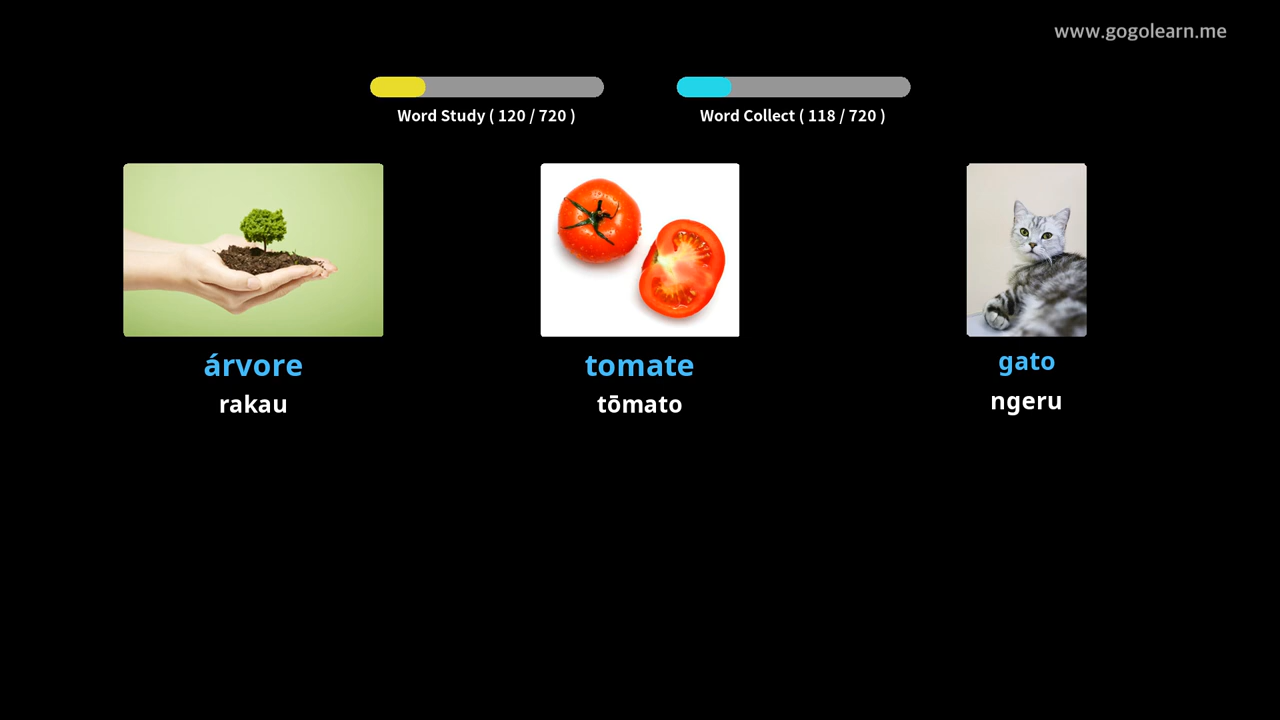 www.gogolearn.me
Word Study ( 120 / 720 )
Word Collect ( 118 / 720 )
árvore
rakau
tomate
tōmato
gato
ngeru